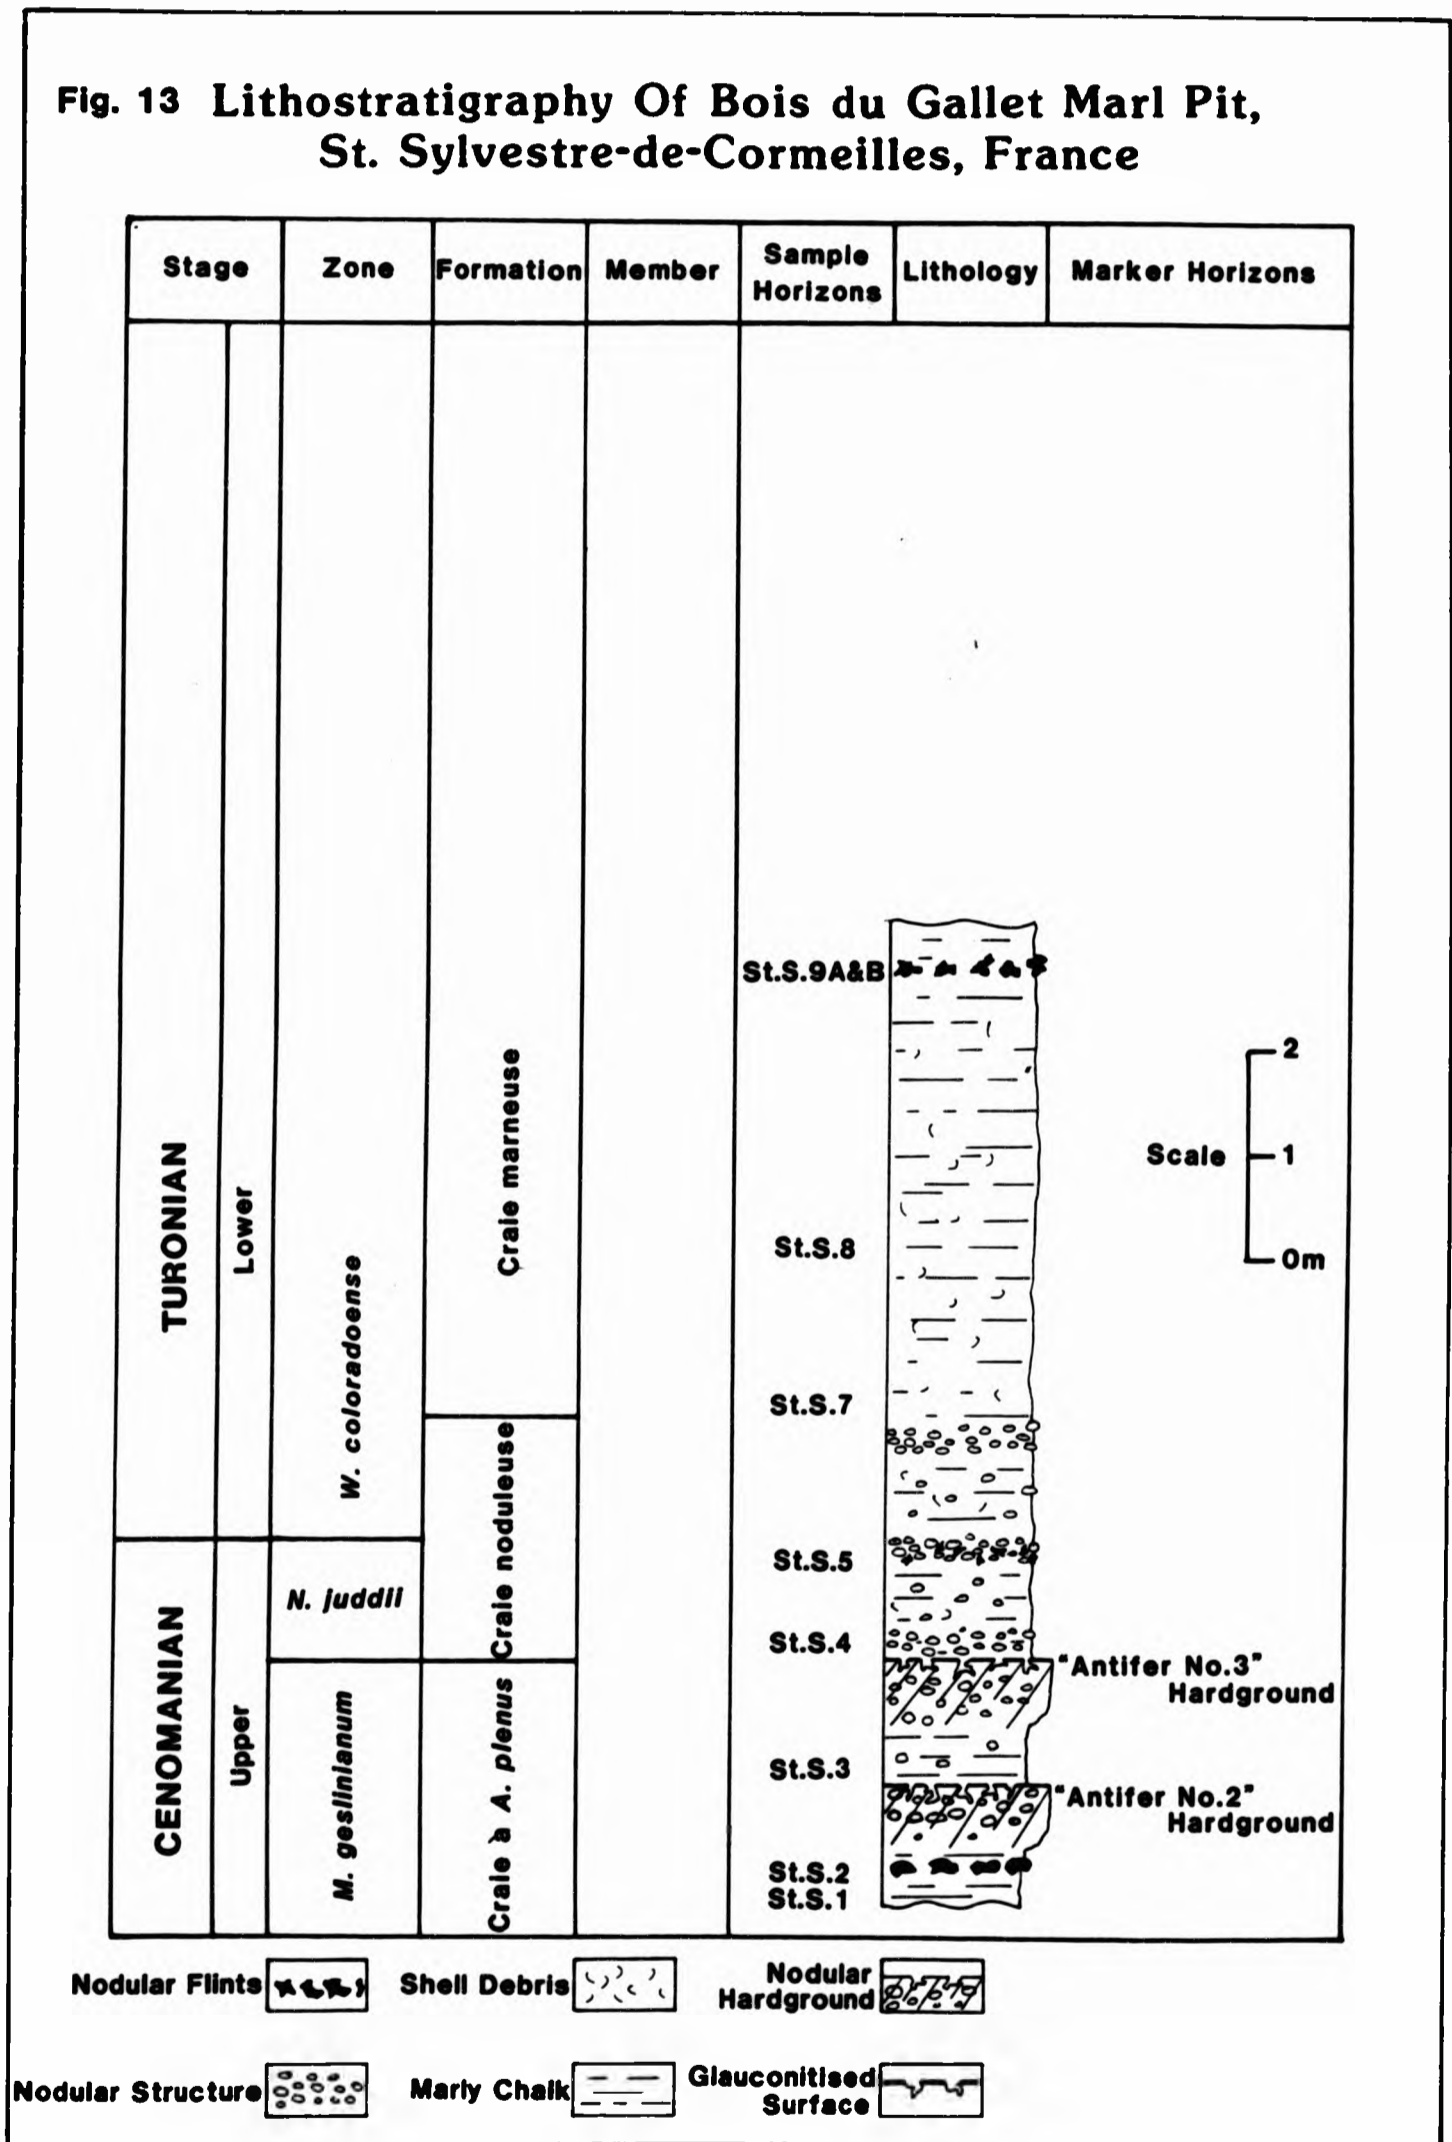 Fig. 13 Lithostratigraphy Of Bois du Gallet Marl Pit,
St. Sylvestre-de-Cormeilles, France
Stage
Zone
Formation
Member
Sample
Horizons
Lithology
Marker Horizons
TURONIAN
CENOMANIAN
Lower
Upper
W. coloradoense
N. juddii
M. geslinianum
Craie marneuse
Craie noduleuse
Craie à A. plenus
St.S.9A&B
St.S.8
St.S.7
St.S.5
St.S.4
St.S.3
St.S.2
St.S.1
Scale
2
1
0m
"Antifer No.3"
Hardground
"Antifer No.2"
Hardground
Nodular Flints
Shell Debris
Nodular
Hardground
Nodular Structure
Marly Chalk
Glauconitised
Surface